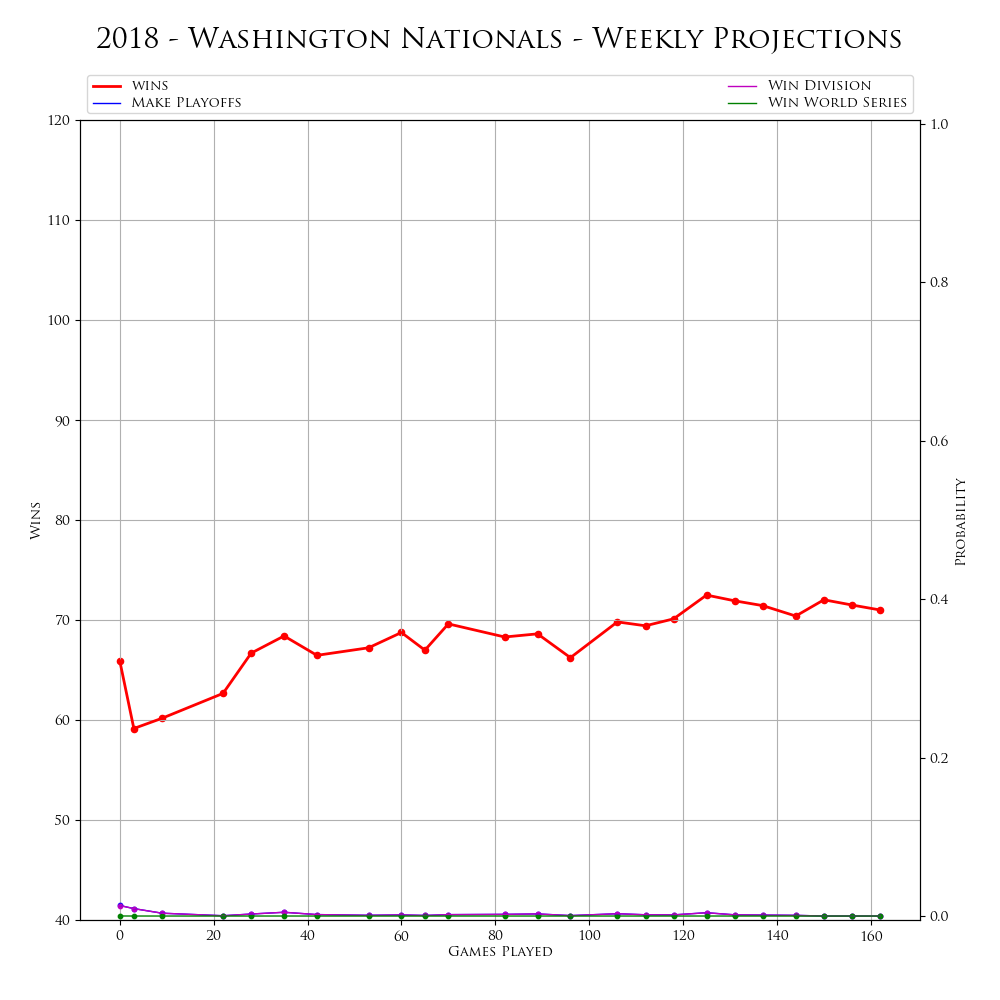 2018 - Washington Nationals - Weekly Projections
wins
Make Playoffs
Win Division
Win World Series
120
110
100
90
80
70
60
50
40
Wins
1.0
0.8
0.6
0.4
0.2
0.0
Probability
0 20 40 60 80 100 120 140 160
Games Played